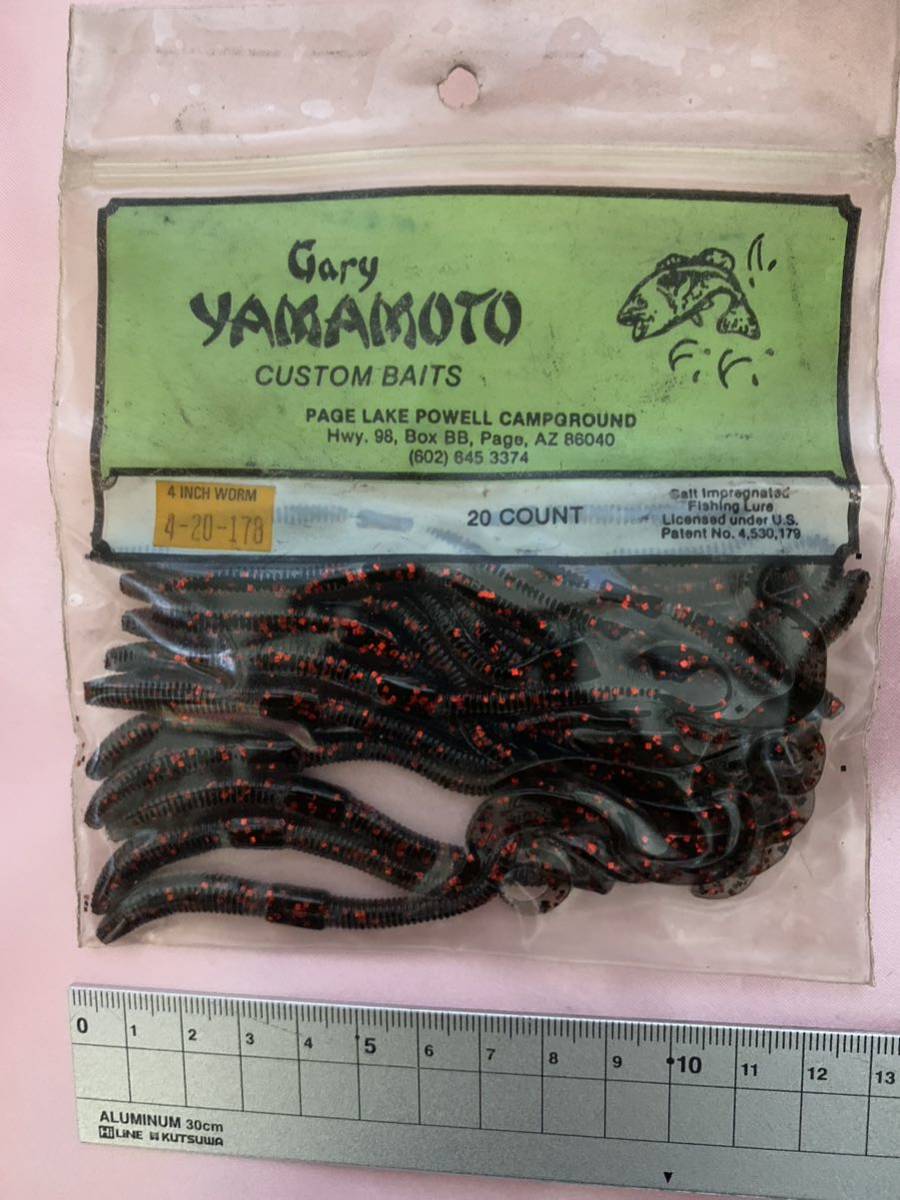 Gary
YAMAMOTO
CUSTOM BAITS
PAGE LAKE POWELL CAMPGROUND
Hwy. 98, Box BB, Page, AZ 86040
(602) 645 3374
4 INCH WORM
4-20-178
20 COUNT
Salt Impregnated
Fishing Lure
Licensed under U.S.
Patent No. 4,530,179
0 1 2 3 4 5 6 7 8 9 10 11 12 13
ALUMINUM 30cm
Hi LiNE KUTSUWA